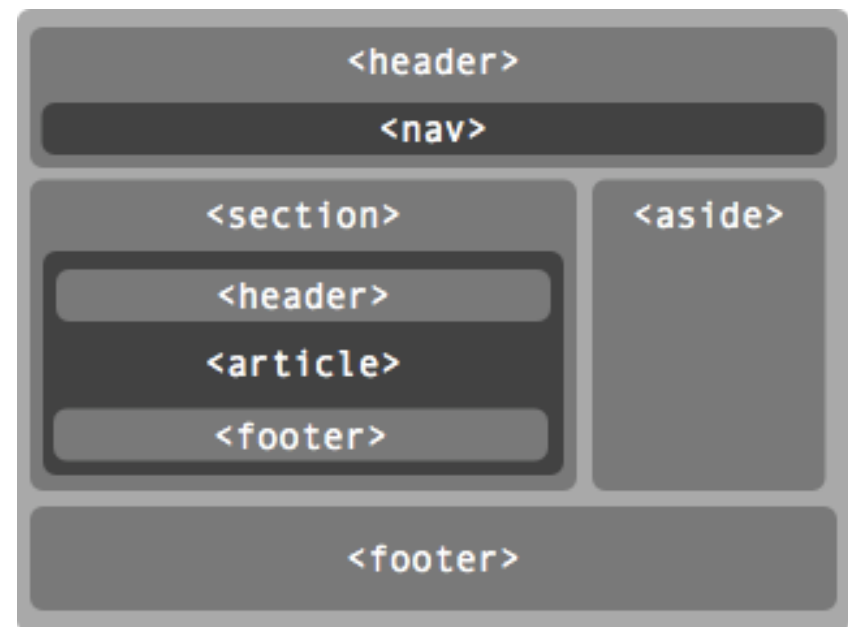 <header>
<nav>
<section>
<header>
<article>
<footer>
<aside>
<footer>